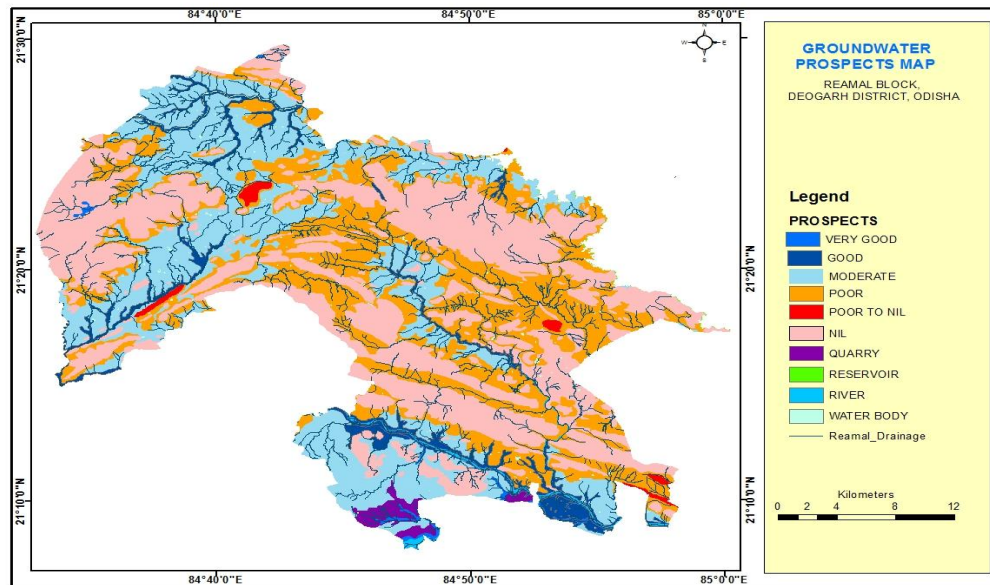 84°40'0"E 84°50'0"E 85°0'0"E
21°30'0"N
21°20'0"N
21°10'0"N
N
W E
S
21°30'0"N
21°20'0"N
21°10'0"N
84°40'0"E 84°50'0"E 85°0'0"E
GROUNDWATER
PROSPECTS MAP
REAMAL BLOCK,
DEOGARH DISTRICT, ODISHA
Legend
PROSPECTS
VERY GOOD
GOOD
MODERATE
POOR
POOR TO NIL
NIL
QUARRY
RESERVOIR
RIVER
WATER BODY
Reamal_Drainage
Kilometers
0 2 4 8 12